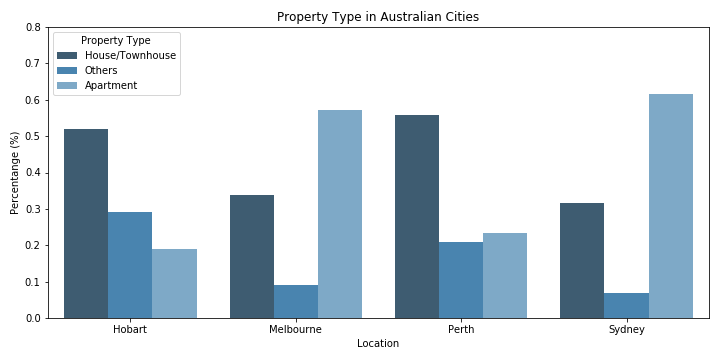 Property Type in Australian Cities
Property Type
House/Townhouse
Others
Apartment
Percentange (%)
0.8
0.7
0.6
0.5
0.4
0.3
0.2
0.1
0.0
Hobart Melbourne Perth Sydney
Location